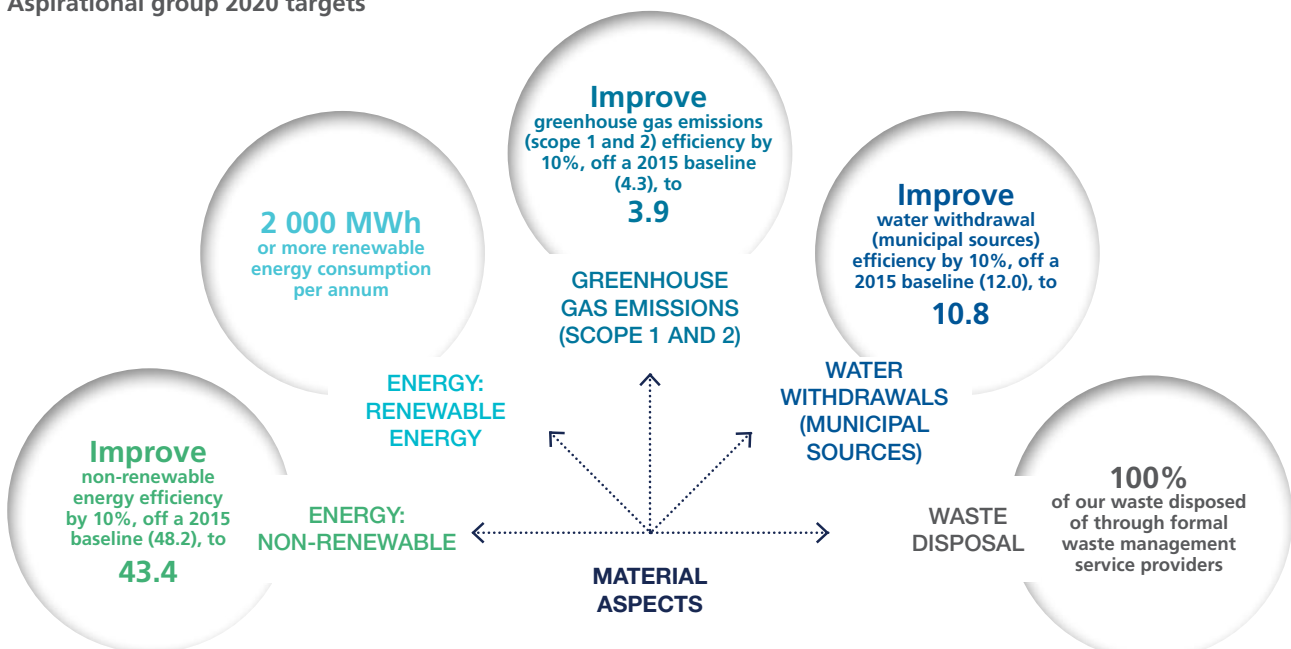 Aspirational group 2020 targets
Improve
greenhouse gas emissions
(scope 1 and 2) efficiency by
10%, off a 2015 baseline
(4.3), to
3.9
GREENHOUSE
GAS EMISSIONS
(SCOPE 1 AND 2)
2 000 MWh
or more renewable
energy consumption
per annum
ENERGY:
RENEWABLE
ENERGY
Improve
water withdrawal
(municipal sources)
efficiency by 10%, off a
2015 baseline (12.0), to
10.8
WATER
WITHDRAWALS
(MUNICIPAL
SOURCES)
Improve
non-renewable
energy efficiency
by 10%, off a 2015
baseline (48.2), to
43.4
ENERGY:
NON-RENEWABLE
MATERIAL
ASPECTS
WASTE
DISPOSAL
100%
of our waste disposed
of through formal
waste management
service providers